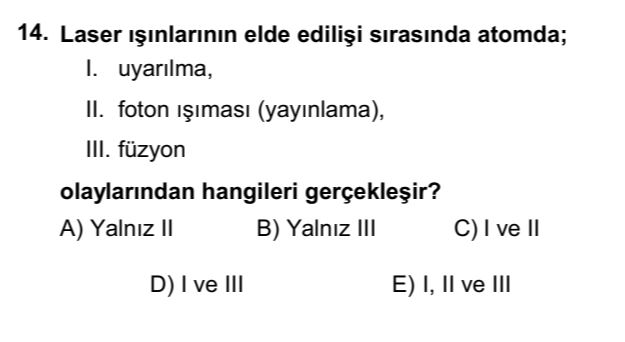 14. Laser ışınlarının elde edilişi sırasında atomda;
I. uyarılma,
II. foton ışıması (yayınlama),
III. füzyon
olaylarından hangileri gerçekleşir?
A) Yalnız II B) Yalnız III C) I ve II
D) I ve III E) I, II ve III